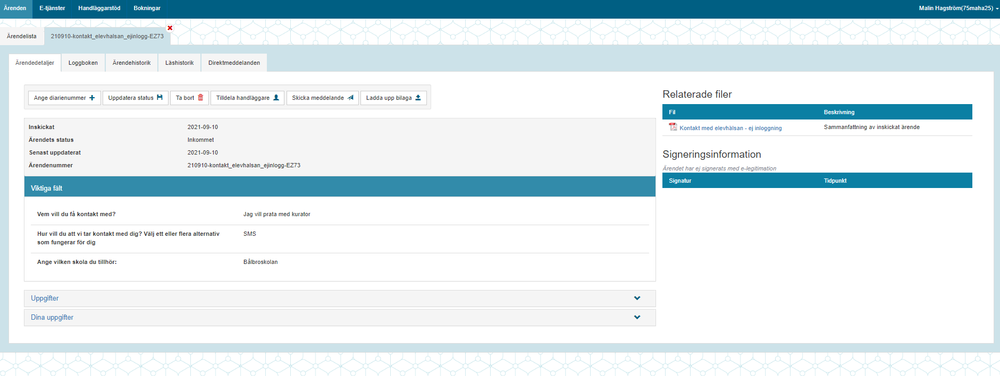 Ärenden
E-tjänster
Handläggarstöd
Bokningar
Malin Hagström(75maha25)
Ärendelista
210910-kontakt_elevhalsan_ejinlogg-EZ73
Ärendedetaljer
Loggboken
Ärendehistorik
Läshistorik
Direktmeddelanden
Ange diarienummer
Uppdatera status
Ta bort
Tilldela handläggare
Skicka meddelande
Ladda upp bilaga
Inskickat 2021-09-10
Ärendets status Inkommet
Senast uppdaterat 2021-09-10
Ärendenummer 210910-kontakt_elevhalsan_ejinlogg-EZ73
Viktiga fält
Vem vill du få kontakt med? Jag vill prata med kurator
Hur vill du att vi tar kontakt med dig? Välj ett eller flera alternativ SMS
som fungerar för dig
Ange vilken skola du tillhör: Bålbroskolan
Uppgifter
Dina uppgifter
Relaterade filer
Fil Beskrivning
Kontakt med elevhälsan - ej inloggning Sammanfattning av inskickat ärende
Signeringsinformation
Ärendet har ej signerats med e-legitimation
Signatur Tidpunkt